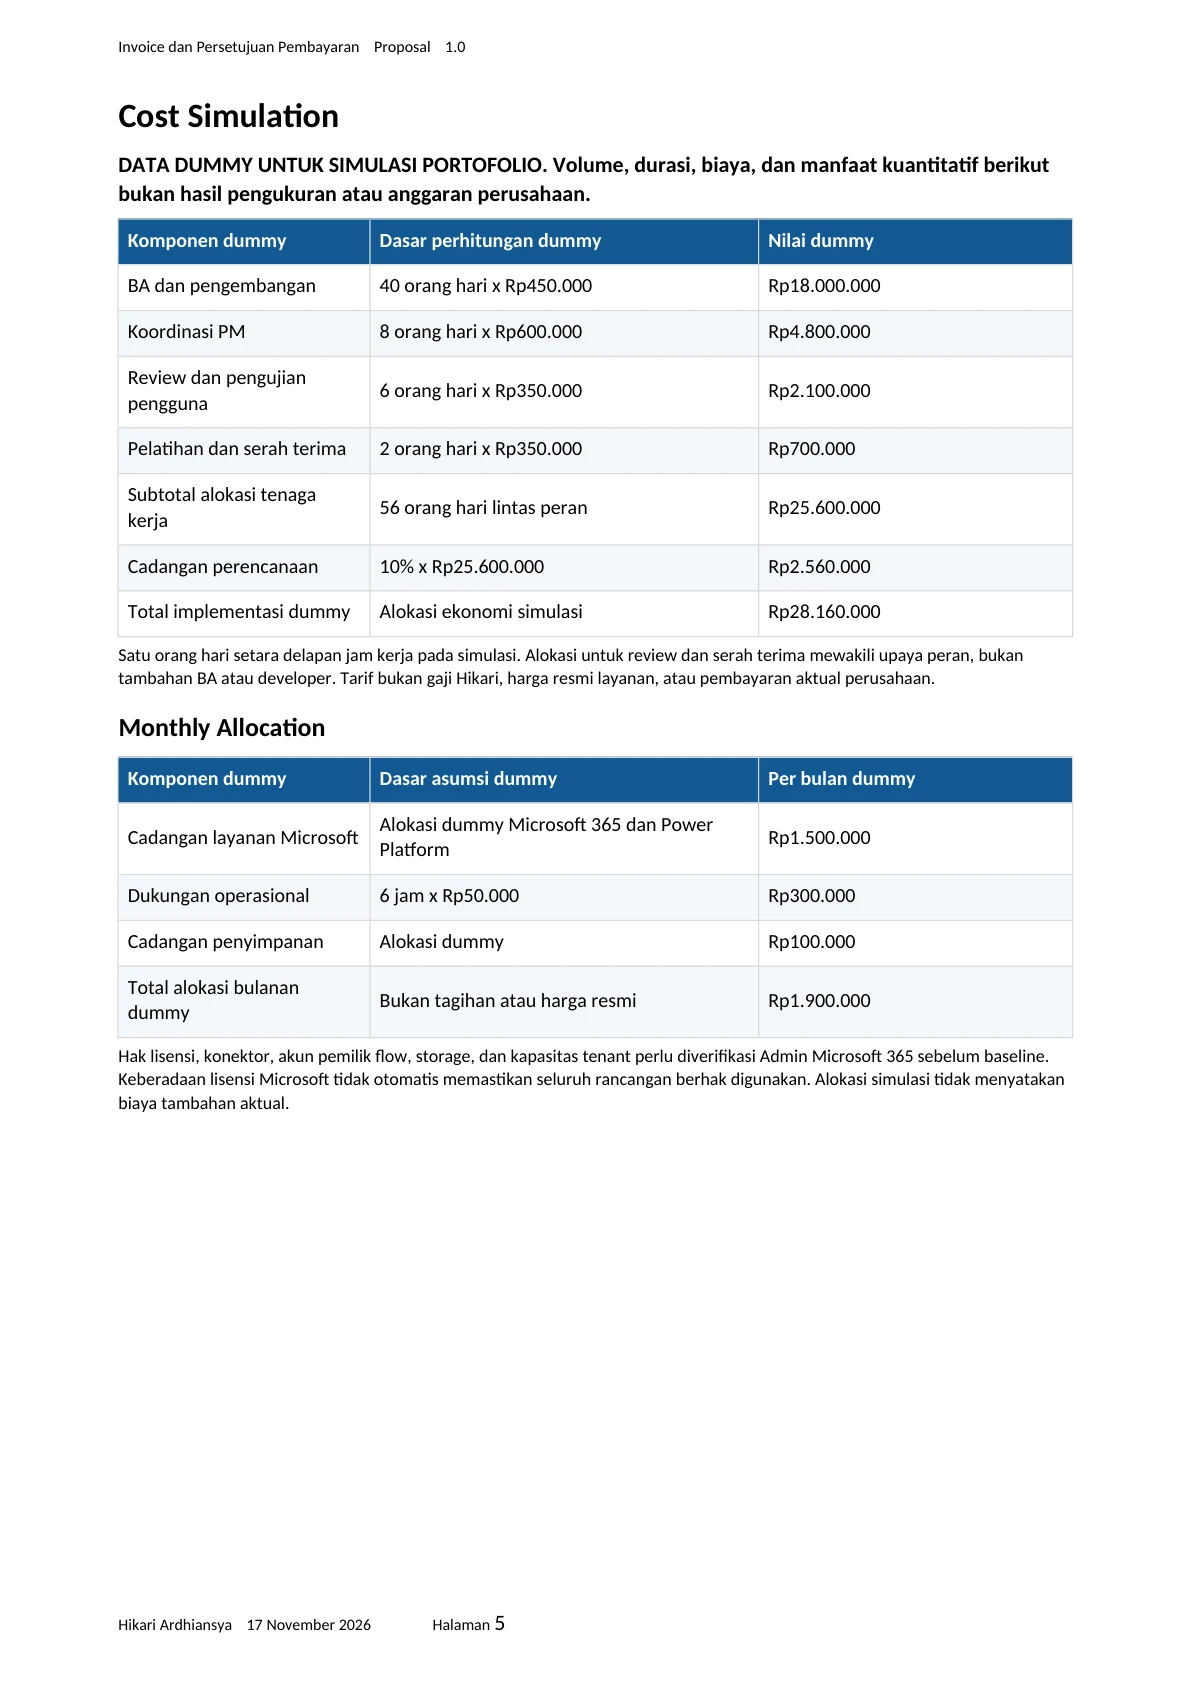 Invoice dan Persetujuan Pembayaran Proposal 1.0
Cost Simulation
DATA DUMMY UNTUK SIMULASI PORTOFOLIO. Volume, durasi, biaya, dan manfaat kuantitatif berikut
bukan hasil pengukuran atau anggaran perusahaan.
Komponen dummy Dasar perhitungan dummy Nilai dummy
BA dan pengembangan 40 orang hari x Rp450.000 Rp18.000.000
Koordinasi PM 8 orang hari x Rp600.000 Rp4.800.000
Review dan pengujian
pengguna 6 orang hari x Rp350.000 Rp2.100.000
Pelatihan dan serah terima 2 orang hari x Rp350.000 Rp700.000
Subtotal alokasi tenaga
kerja 56 orang hari lintas peran Rp25.600.000
Cadangan perencanaan 10% x Rp25.600.000 Rp2.560.000
Total implementasi dummy Alokasi ekonomi simulasi Rp28.160.000
Satu orang hari setara delapan jam kerja pada simulasi. Alokasi untuk review dan serah terima mewakili upaya peran, bukan
tambahan BA atau developer. Tarif bukan gaji Hikari, harga resmi layanan, atau pembayaran aktual perusahaan.
Monthly Allocation
Komponen dummy Dasar asumsi dummy Per bulan dummy
Cadangan layanan Microsoft Alokasi dummy Microsoft 365 dan Power
Platform Rp1.500.000
Dukungan operasional 6 jam x Rp50.000 Rp300.000
Cadangan penyimpanan Alokasi dummy Rp100.000
Total alokasi bulanan
dummy Bukan tagihan atau harga resmi Rp1.900.000
Hak lisensi, konektor, akun pemilik flow, storage, dan kapasitas tenant perlu diverifikasi Admin Microsoft 365 sebelum baseline.
Keberadaan lisensi Microsoft tidak otomatis memastikan seluruh rancangan berhak digunakan. Alokasi simulasi tidak menyatakan
biaya tambahan aktual.
Hikari Ardhiansya 17 November 2026 Halaman 5